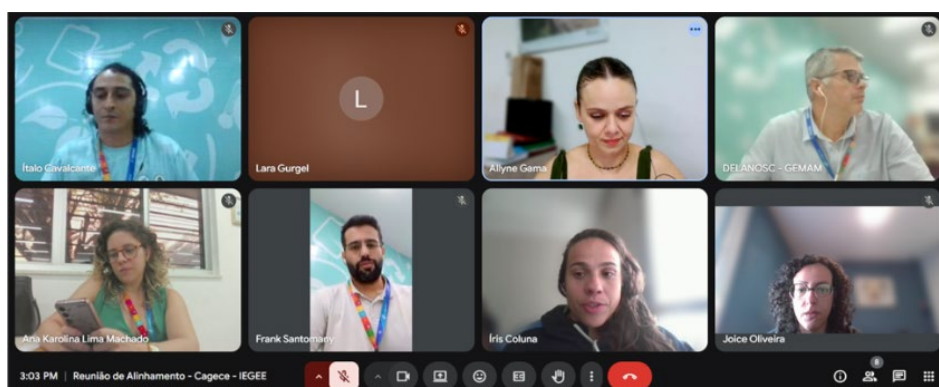 L
Ítalo Cavalcante
Lara Gurgel
Allyne Gama
DELANOSC - GEMAM
Ana Karolina Lima Machado
Frank Santomany
Íris Coluna
Joice Oliveira
8
3:03 PM | Reunião de Alinhamento - Cagece - IEGEE